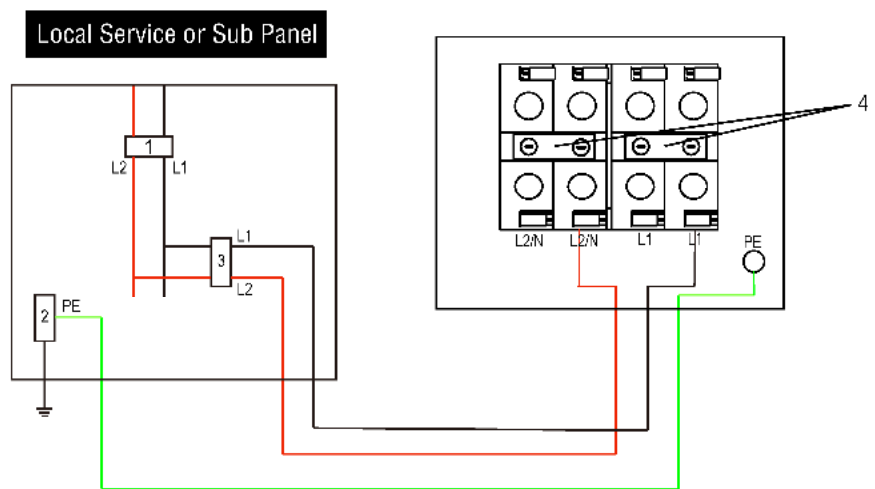 Local Service or Sub Panel
4
1
L2 L1
L1
3
L2
2 PE
L2/N L2/N L1 L1 PE